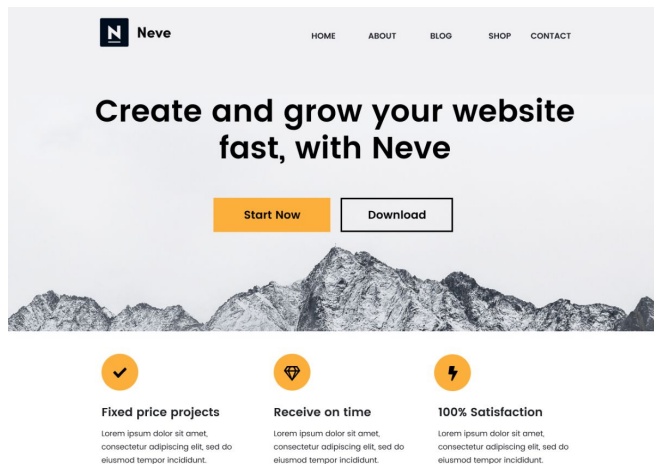 N Neve
HOME ABOUT BLOG SHOP CONTACT
Create and grow your website
fast, with Neve
Start Now Download
Fixed price projects
Lorem ipsum dolor sit amet,
consectetur adipiscing elit, sed do
eiusmod tempor incididunt.
Receive on time
Lorem ipsum dolor sit amet,
consectetur adipiscing elit, sed do
eiusmod tempor incididunt.
100% Satisfaction
Lorem ipsum dolor sit amet,
consectetur adipiscing elit, sed do
eiusmod tempor incididunt.